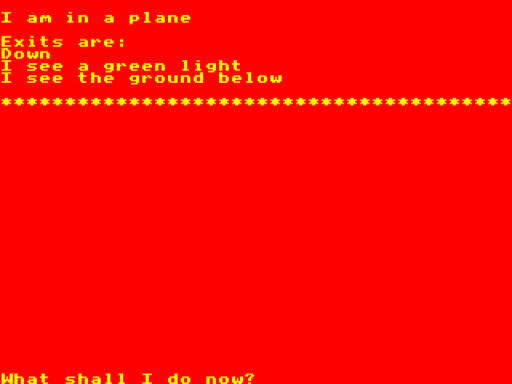 I am in a plane
Exits are:
Down
I see a green light
I see the ground below
****************************************
What shall I do now?